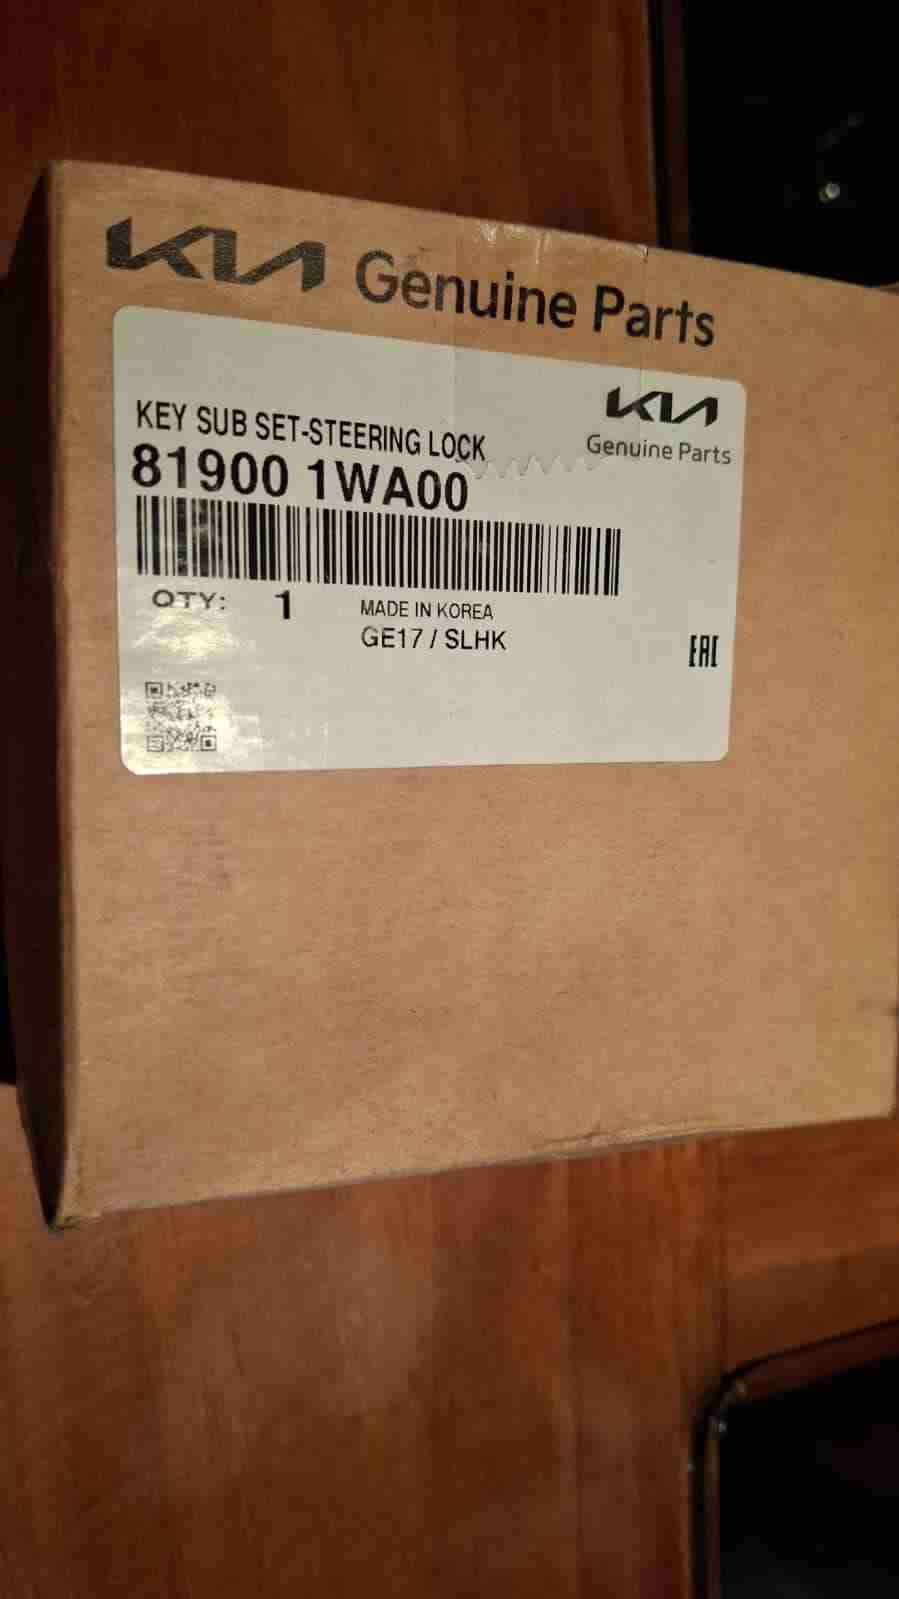 KIA Genuine Parts
KIA
Genuine Parts
KEY SUB SET-STEERING LOCK
81900 1WA00
QTY: 1
MADE IN KOREA
GE17 / SLHK
EAC